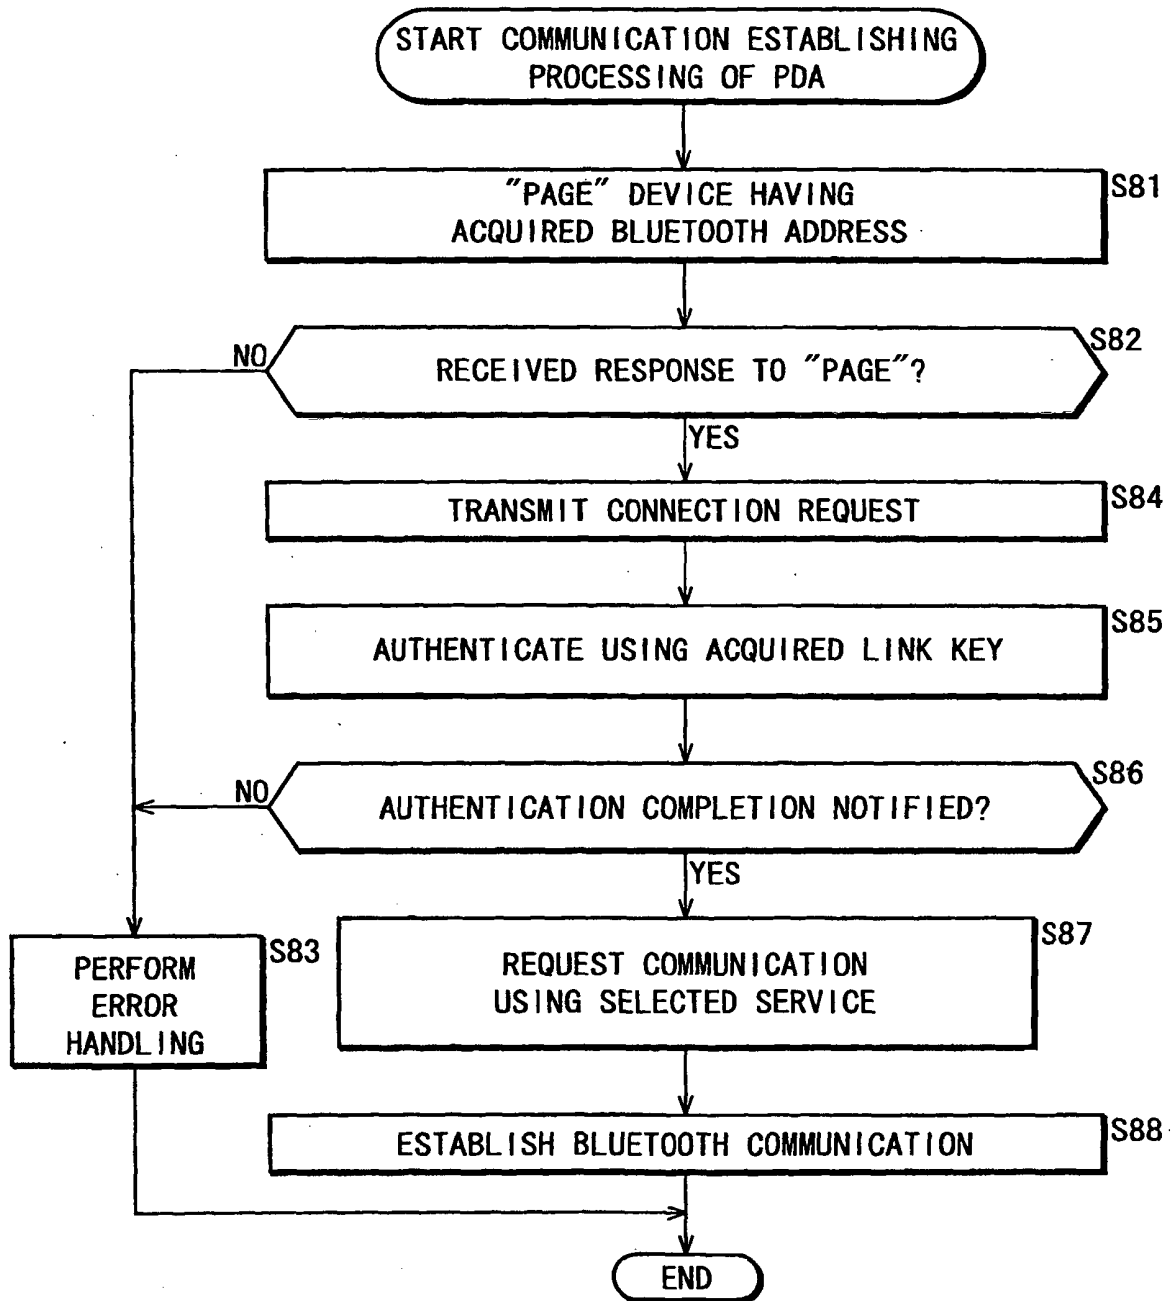 START COMMUNICATION ESTABLISHING
PROCESSING OF PDA
"PAGE" DEVICE HAVING
ACQUIRED BLUETOOTH ADDRESS
S81
RECEIVED RESPONSE TO "PAGE"?
S82
NO
YES
TRANSMIT CONNECTION REQUEST
S84
AUTHENTICATE USING ACQUIRED LINK KEY
S85
AUTHENTICATION COMPLETION NOTIFIED?
S86
NO
YES
PERFORM
ERROR
HANDLING
S83
REQUEST COMMUNICATION
USING SELECTED SERVICE
S87
ESTABLISH BLUETOOTH COMMUNICATION
S88
END